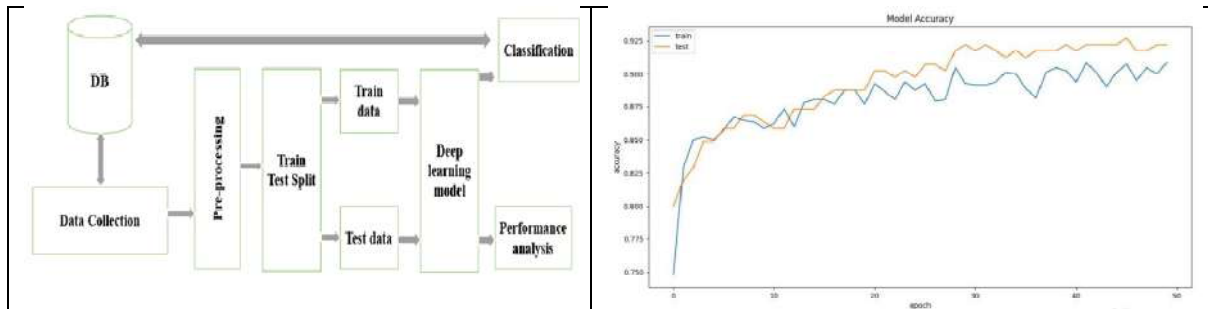 DB
Classification
Pre-processing
Train
Test Split
Train
data
Deep
learning
model
Data Collection
Test data
Performance
analysis
Model Accuracy
train
test
accuracy
0.925
0.900
0.875
0.850
0.825
0.800
0.775
0.750
0
10
20
30
40
50
epoch